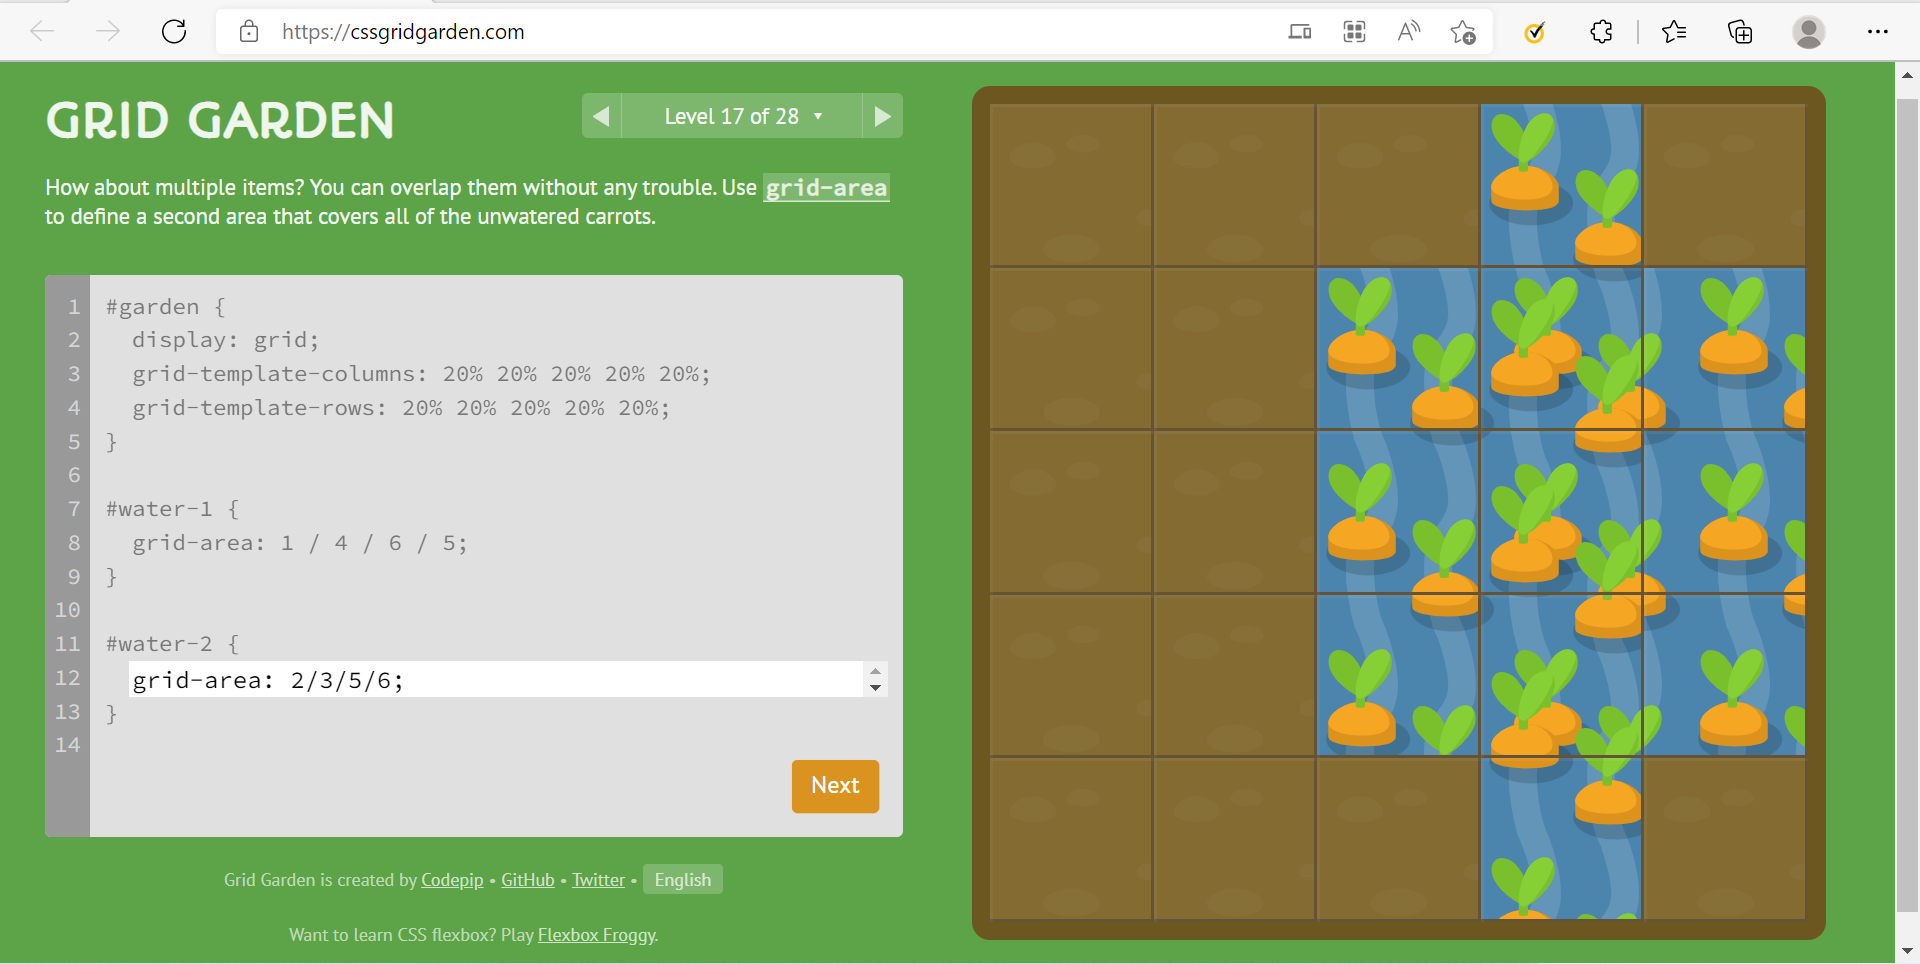 https://cssgridgarden.com
GRID GARDEN
Level 17 of 28
How about multiple items? You can overlap them without any trouble. Use grid-area
to define a second area that covers all of the unwatered carrots.
1 #garden {
2 display: grid;
3 grid-template-columns: 20% 20% 20% 20% 20%;
4 grid-template-rows: 20% 20% 20% 20% 20%;
5 }
6
7 #water-1 {
8 grid-area: 1 / 4 / 6 / 5;
9 }
10
11 #water-2 {
12 grid-area: 2/3/5/6;
13 }
14
Next
Grid Garden is created by Codepip • GitHub • Twitter • English
Want to learn CSS flexbox? Play Flexbox Froggy.